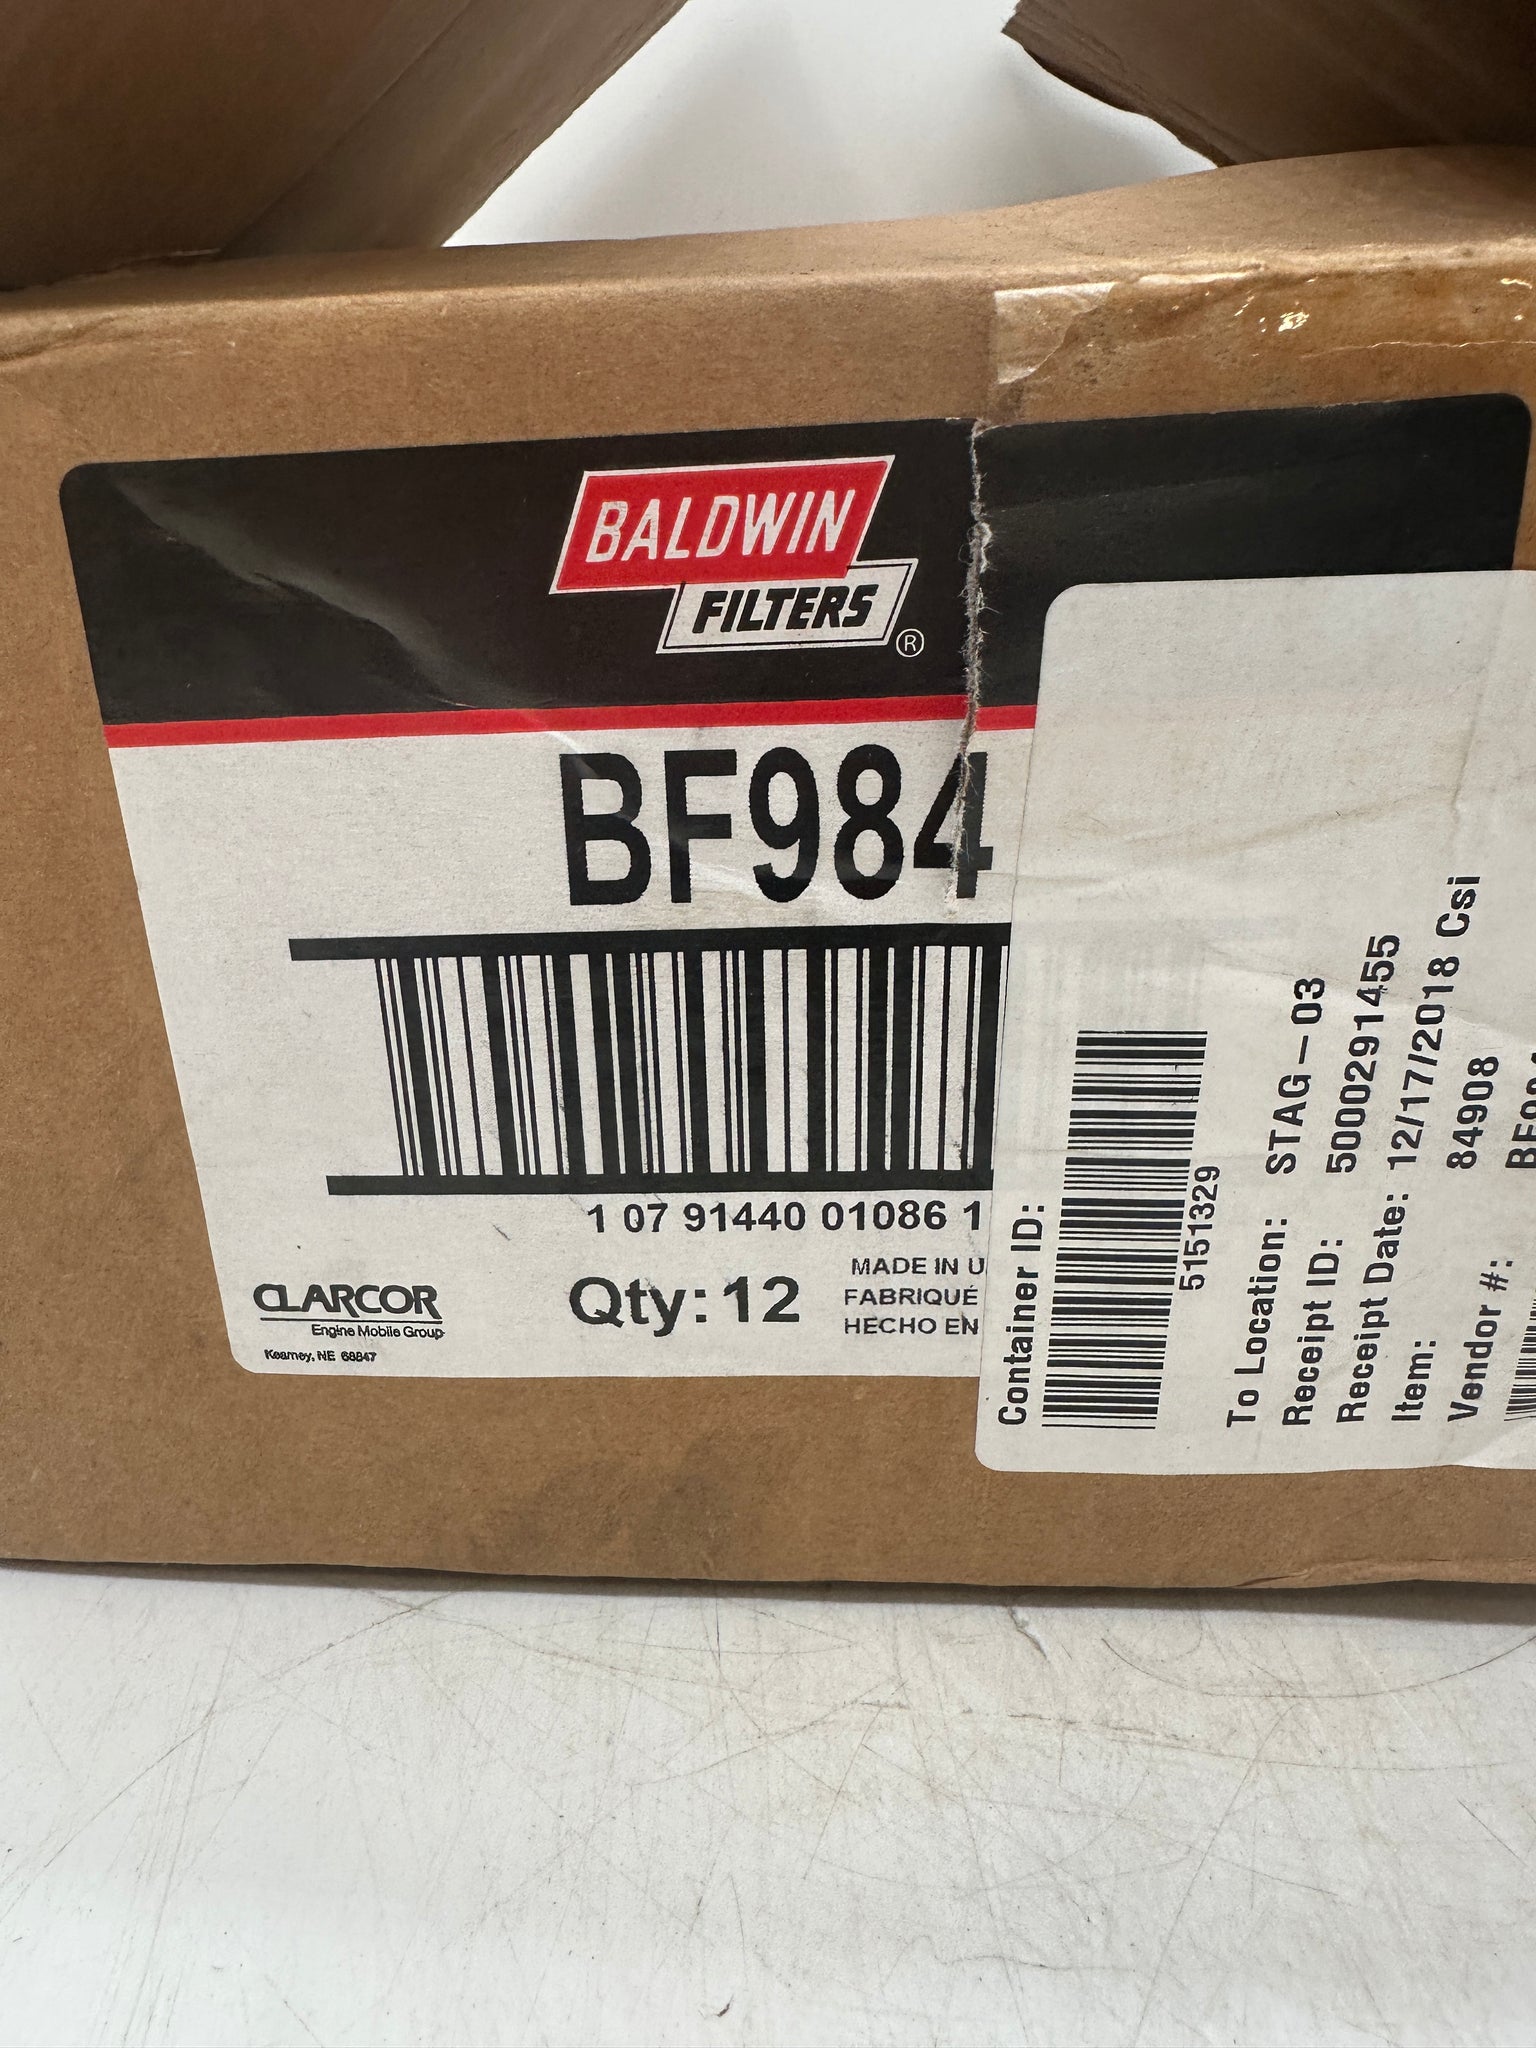 BALDWIN
FILTERS
®
BF984
1 07 91440 01086 1
CLARCOR
Engine Mobile Group
Kearney, NE 68847
Qty: 12
MADE IN U
FABRIQUÉ
HECHO EN
Container ID:
5151329
To Location: STAG-03
Receipt ID: 5000291455
Receipt Date: 12/17/2018 Csi
Item: 84908
Vendor #: